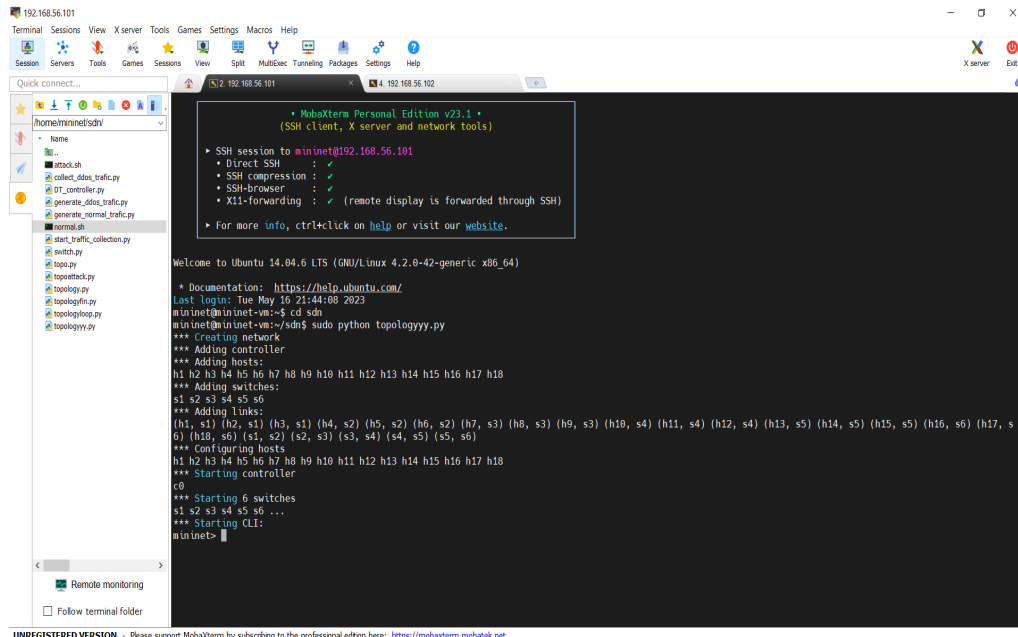 192.168.56.101
Terminal Sessions View X server Tools Games Settings Macros Help
Session Servers Tools Games Sessions View Split MultiExec Tunneling Packages Settings Help X server Exit
Quick connect...
2. 192.168.56.101 × 4. 192.168.56.102
/home/mininet/sdn/
Name
..
attack.sh
collect_ddos_trafic.py
DT_controller.py
generate_ddos_trafic.py
generate_normal_trafic.py
normal.sh
start_traffic_collection.py
switch.py
topo.py
topoattack.py
topology.py
topologyfin.py
topologyloop.py
topologyyy.py
Remote monitoring
Follow terminal folder
• MobaXterm Personal Edition v23.1 •
(SSH client, X server and network tools)
➤ SSH session to mininet@192.168.56.101
• Direct SSH : ✓
• SSH compression : ✓
• SSH-browser : ✓
• X11-forwarding : ✓ (remote display is forwarded through SSH)
➤ For more info, ctrl+click on help or visit our website.
Welcome to Ubuntu 14.04.6 LTS (GNU/Linux 4.2.0-42-generic x86_64)
* Documentation: https://help.ubuntu.com/
Last login: Tue May 16 21:44:08 2023
mininet@mininet-vm:~$ cd sdn
mininet@mininet-vm:~/sdn$ sudo python topologyyy.py
*** Creating network
*** Adding controller
*** Adding hosts:
h1 h2 h3 h4 h5 h6 h7 h8 h9 h10 h11 h12 h13 h14 h15 h16 h17 h18
*** Adding switches:
s1 s2 s3 s4 s5 s6
*** Adding links:
(h1, s1) (h2, s1) (h3, s1) (h4, s2) (h5, s2) (h6, s2) (h7, s3) (h8, s3) (h9, s3) (h10, s4) (h11, s4) (h12, s4) (h13, s5) (h14, s5) (h15, s5) (h16, s6) (h17, s
6) (h18, s6) (s1, s2) (s2, s3) (s3, s4) (s4, s5) (s5, s6)
*** Configuring hosts
h1 h2 h3 h4 h5 h6 h7 h8 h9 h10 h11 h12 h13 h14 h15 h16 h17 h18
*** Starting controller
c0
*** Starting 6 switches
s1 s2 s3 s4 s5 s6 ...
*** Starting CLI:
mininet>
UNREGISTERED VERSION - Please support MobaXterm by subscribing to the professional edition here: https://mobaxterm.mobatek.net